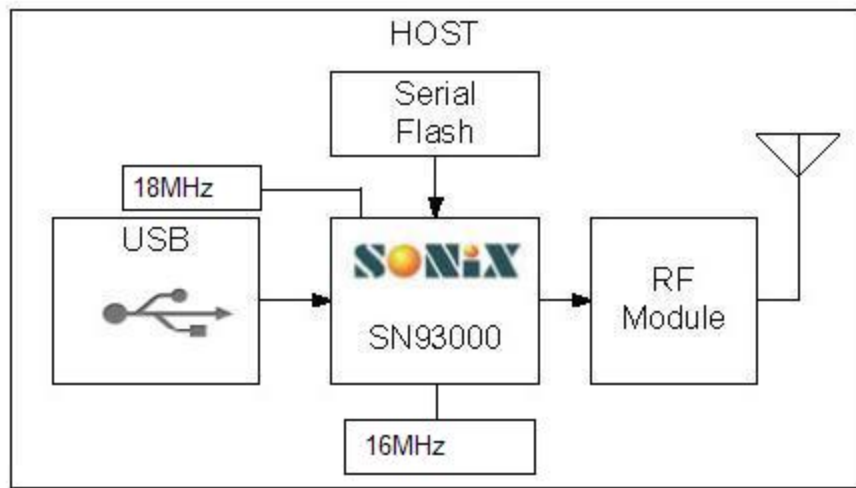 HOST
Serial
Flash
18MHz
USB
SONiX
SN93000
RF
Module
16MHz